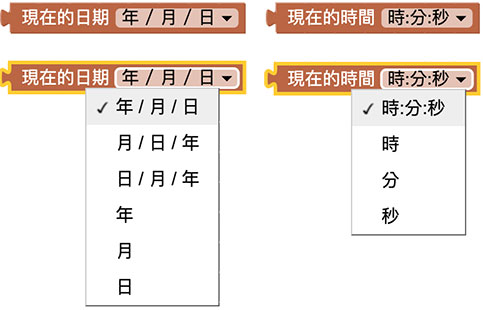 現在的日期 年 / 月 / 日
現在的時間 時:分:秒
現在的日期 年 / 月 / 日
✓ 年 / 月 / 日
月 / 日 / 年
日 / 月 / 年
年
月
日
現在的時間 時:分:秒
✓ 時:分:秒
時
分
秒